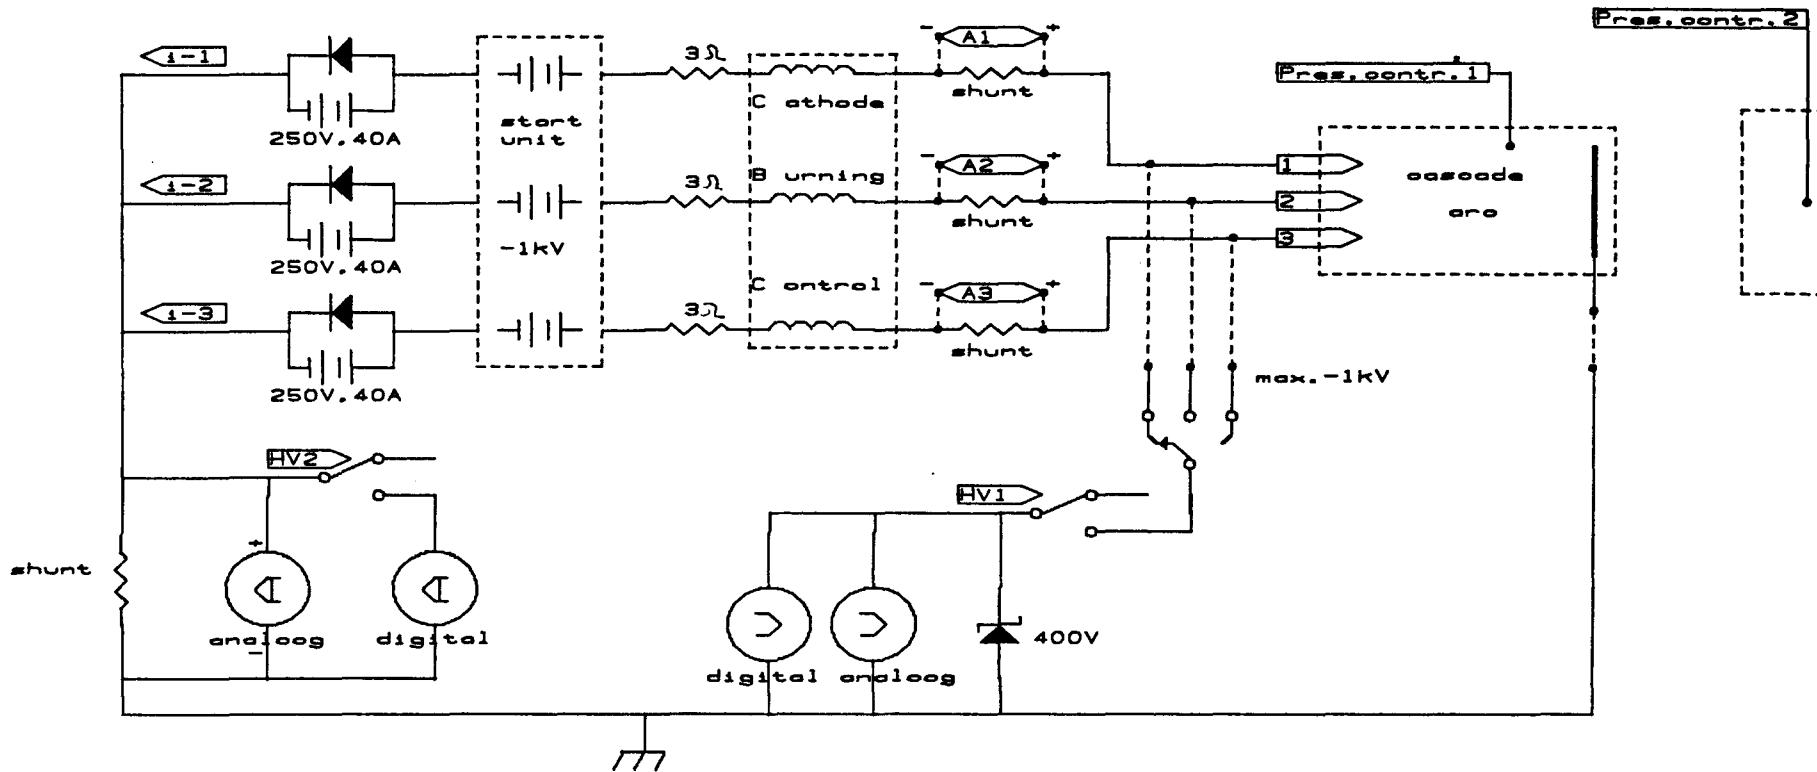 Pres.contr.2
i-1
3Ω
A1
- +
Pres.contr.1
C athode
shunt
250V.40A
start
unit
1
cascade
arc
2
3
i-2
3Ω
B urning
A2
- +
shunt
250V.40A
-1kV
C ontrol
i-3
3Ω
A3
- +
shunt
250V.40A
max.-1kV
HV2
HV1
shunt
+
A
A
analoog
digital
-
V
V
400V
digital
analoog